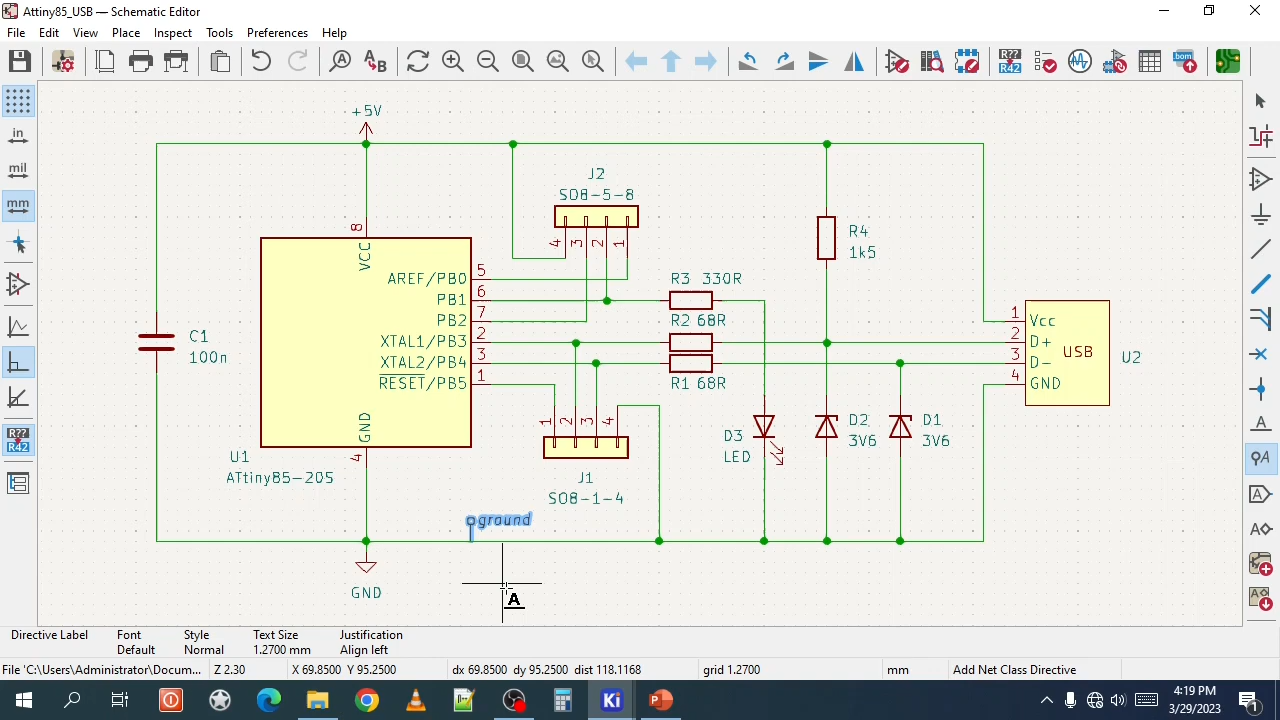 Attiny85_USB — Schematic Editor
File Edit View Place Inspect Tools Preferences Help
in
mil
mm
R??
R42
+5V
J2
SO8-5-8
4 3 2 1
8
VCC
AREF/PB0 5
PB1 6
PB2 7
XTAL1/PB3 2
XTAL2/PB4 3
RESET/PB5 1
GND
4
U1
ATtiny85-20S
C1
100n
R3 330R
R2 68R
R1 68R
R4
1k5
1 Vcc
2 D+
3 D-
4 GND
USB
U2
1 2 3 4
J1
SO8-1-4
D3
LED
D2
3V6
D1
3V6
ground
GND
A
Directive Label Font Style Text Size Justification
Default Normal 1.2700 mm Align left
File 'C:\Users\Administrator\Docum... Z 2.30 X 69.8500 Y 95.2500 dx 69.8500 dy 95.2500 dist 118.1168 grid 1.2700 mm Add Net Class Directive
Ki
4:19 PM
3/29/2023